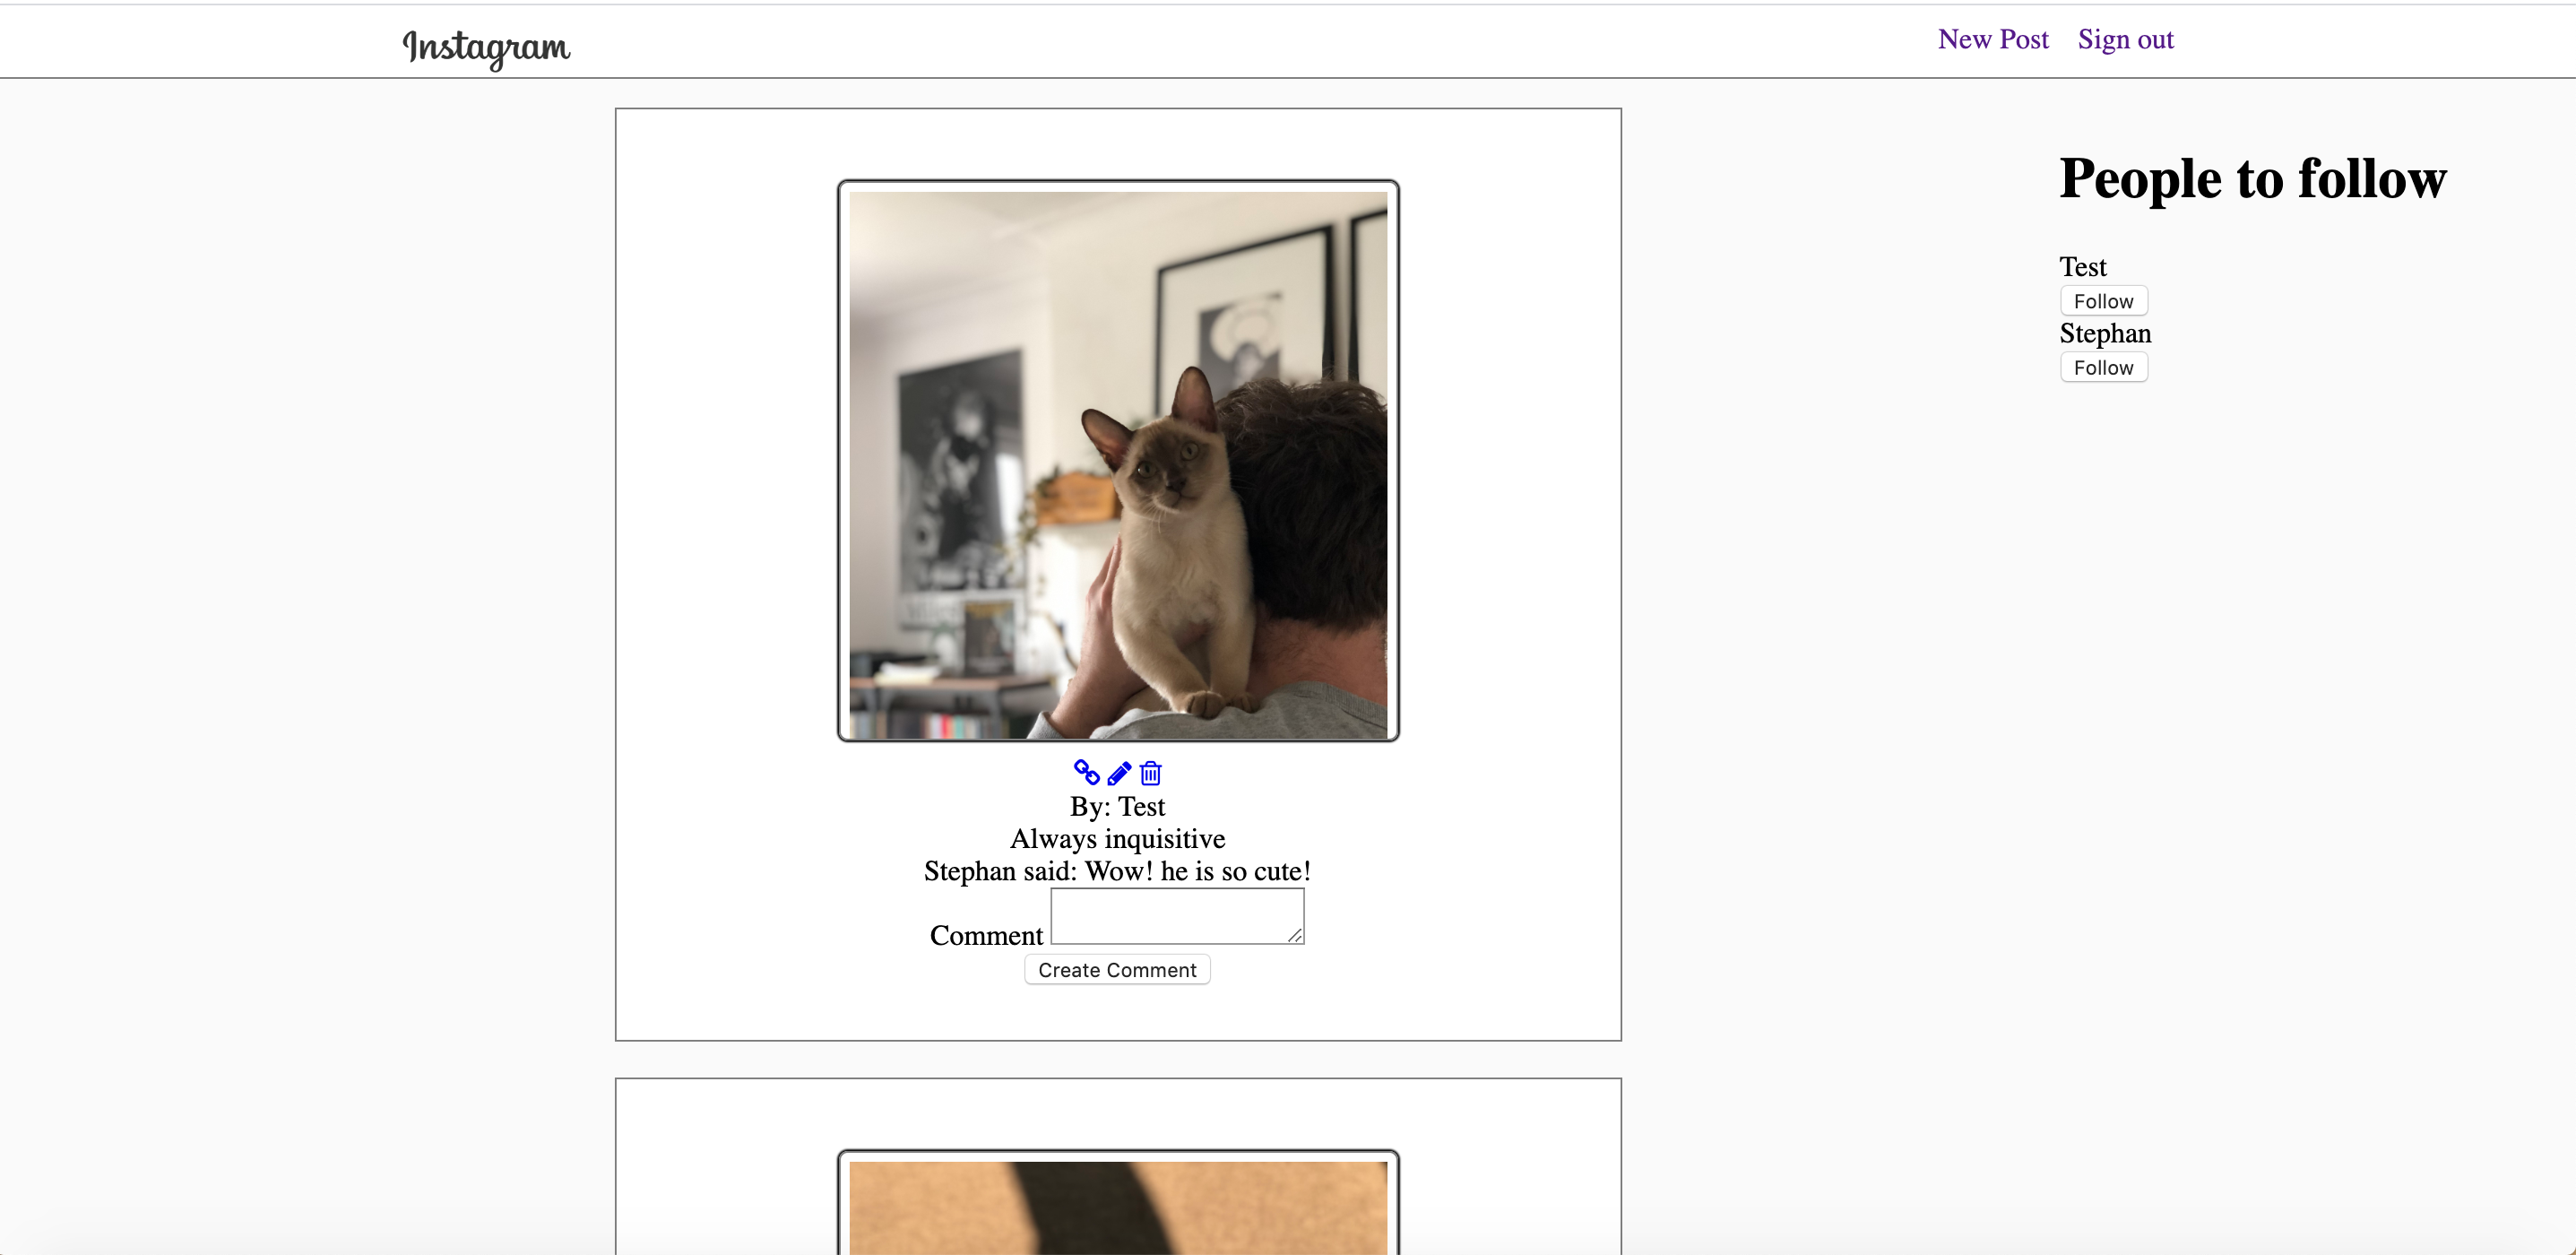 Instagram
New Post Sign out
People to follow
Test
Follow
Stephan
Follow
By: Test
Always inquisitive
Stephan said: Wow! he is so cute!
Comment
Create Comment